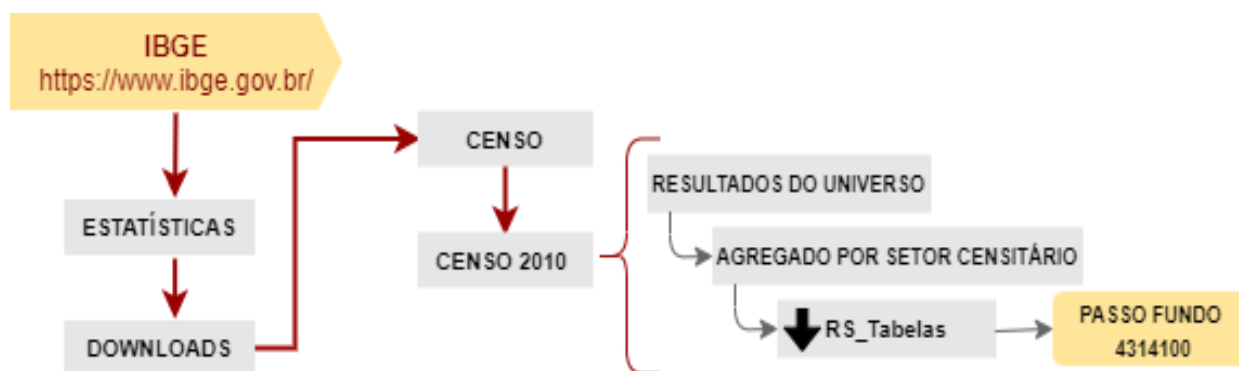 IBGE
https://www.ibge.gov.br/
ESTATÍSTICAS
DOWNLOADS
CENSO
CENSO 2010
RESULTADOS DO UNIVERSO
AGREGADO POR SETOR CENSITÁRIO
RS_Tabelas
PASSO FUNDO
4314100